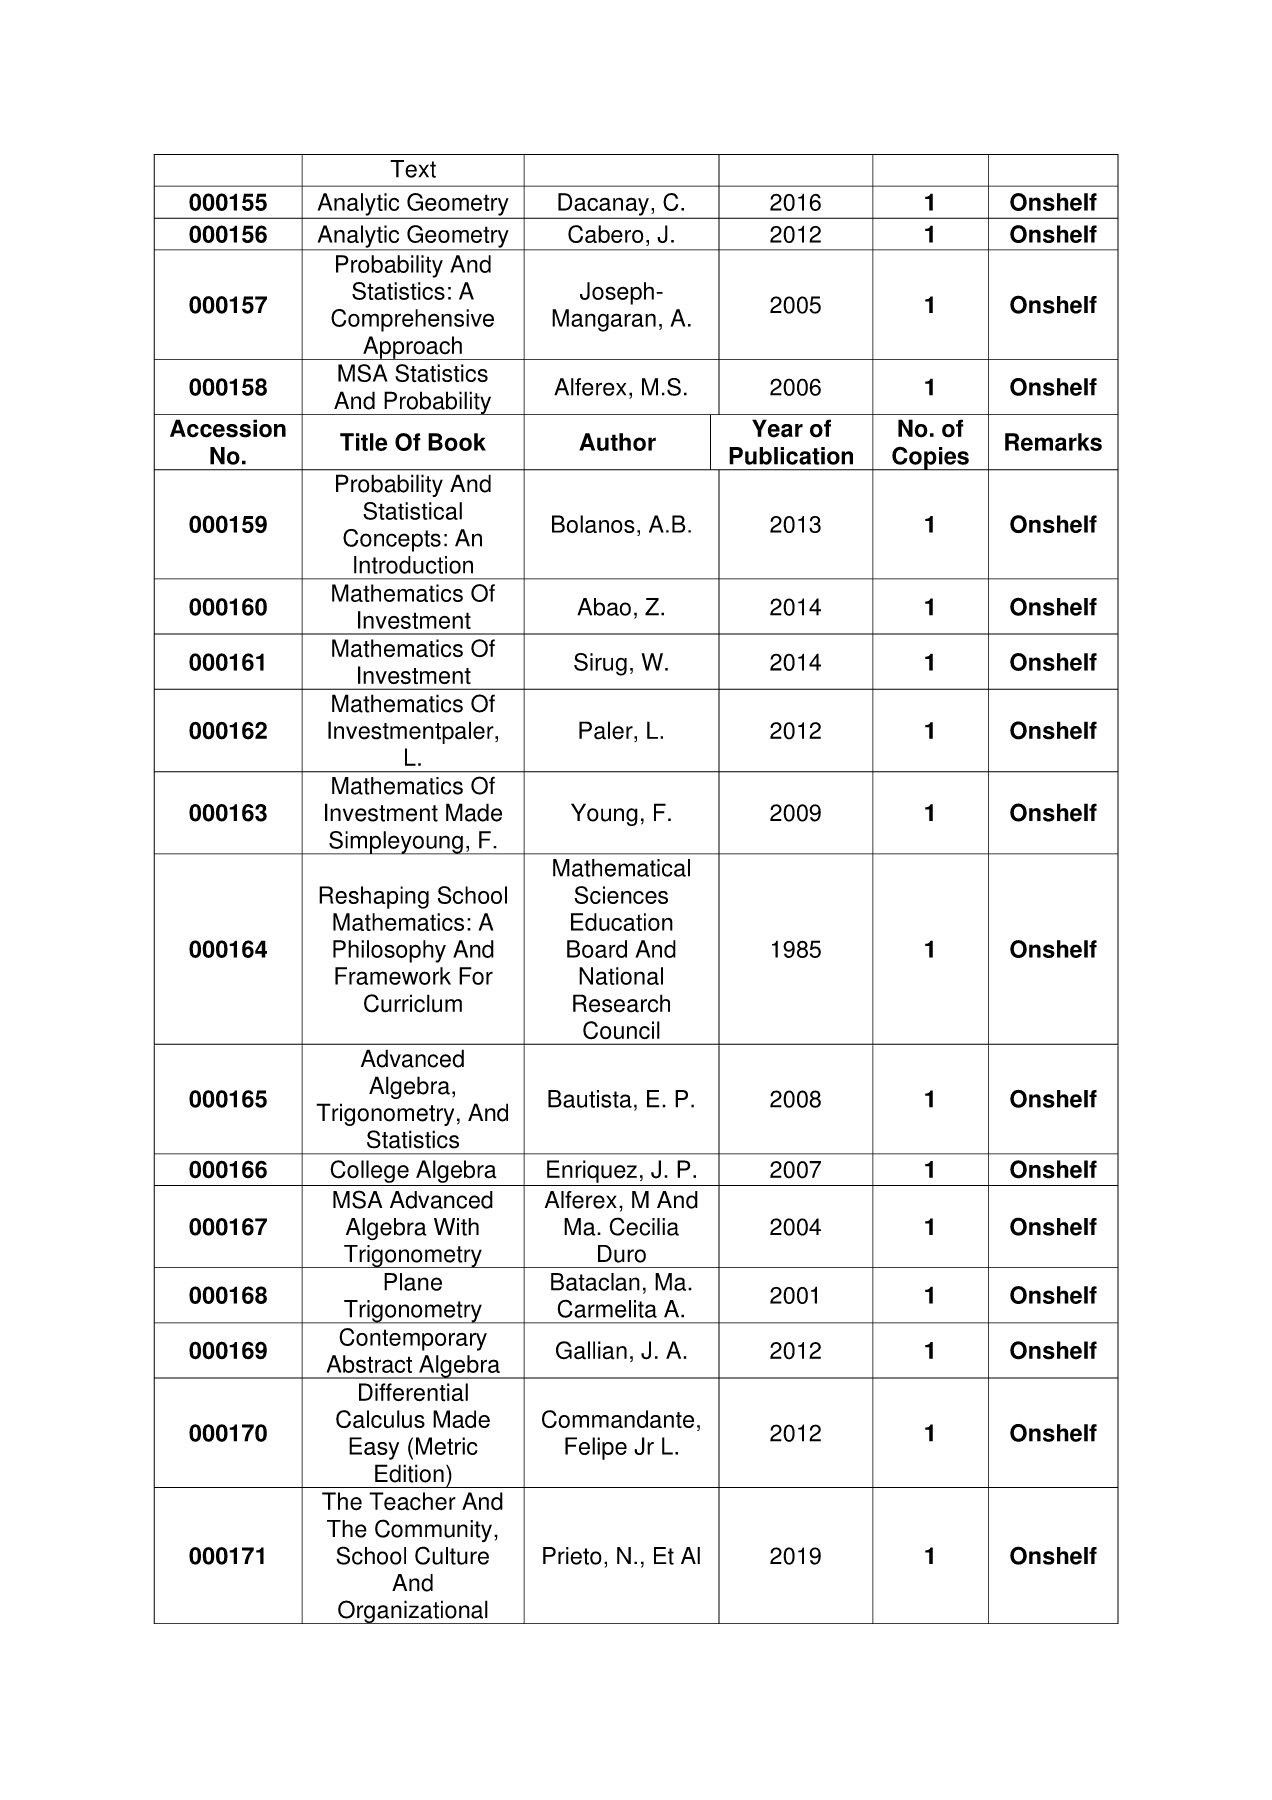 Text
000155 Analytic Geometry Dacanay, C. 2016 1 Onshelf
000156 Analytic Geometry Cabero, J. 2012 1 Onshelf
Probability And
Statistics: A
Comprehensive
Approach
000157 Joseph-
Mangaran, A. 2005 1 Onshelf
MSA Statistics
And Probability
000158 Alferex, M.S. 2006 1 Onshelf
Accession
No.
Title Of Book
Author
Year of
Publication
No. of
Copies
Remarks
000159
Probability And
Statistical
Concepts: An
Introduction
Bolanos, A.B. 2013 1 Onshelf
000160
Mathematics Of
Investment
Abao, Z. 2014 1 Onshelf
000161
Mathematics Of
Investment
Sirug, W. 2014 1 Onshelf
000162
Mathematics Of
Investmentpaler,
L.
Paler, L. 2012 1 Onshelf
000163
Mathematics Of
Investment Made
Simpleyoung, F.
Young, F. 2009 1 Onshelf
000164
Reshaping School
Mathematics: A
Philosophy And
Framework For
Curriclum
Mathematical
Sciences
Education
Board And
National
Research
Council
1985 1 Onshelf
000165
Advanced
Algebra,
Trigonometry, And
Statistics
Bautista, E. P. 2008 1 Onshelf
000166 College Algebra Enriquez, J. P. 2007 1 Onshelf
000167
MSA Advanced
Algebra With
Trigonometry
Alferex, M And
Ma. Cecilia
Duro
2004 1 Onshelf
000168
Plane
Trigonometry
Bataclan, Ma.
Carmelita A.
2001 1 Onshelf
000169
Contemporary
Abstract Algebra
Gallian, J. A. 2012 1 Onshelf
000170
Differential
Calculus Made
Easy (Metric
Edition)
Commandante,
Felipe Jr L.
2012 1 Onshelf
000171
The Teacher And
The Community,
School Culture
And
Organizational
Prieto, N., Et Al 2019 1 Onshelf